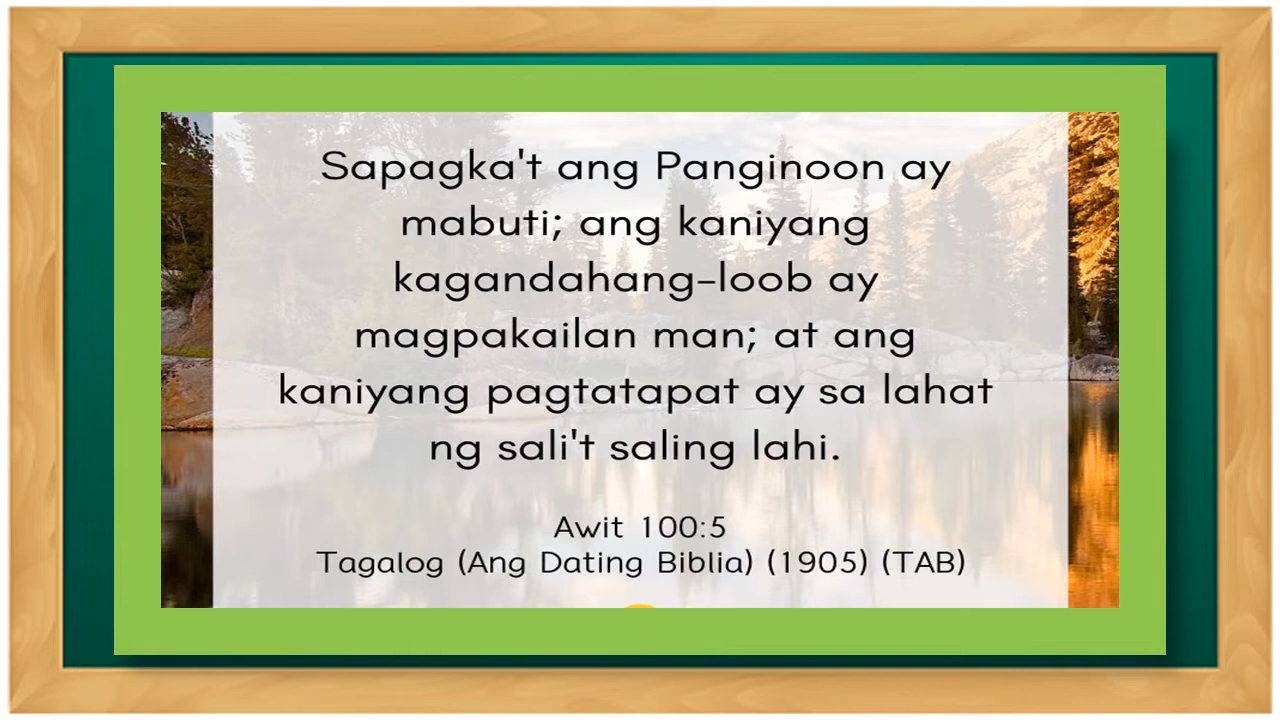 Sapagka't ang Panginoon ay
mabuti; ang kaniyang
kagandahang-loob ay
magpakailan man; at ang
kaniyang pagtatapat ay sa lahat
ng sali't saling lahi.
Awit 100:5
Tagalog (Ang Dating Biblia) (1905) (TAB)